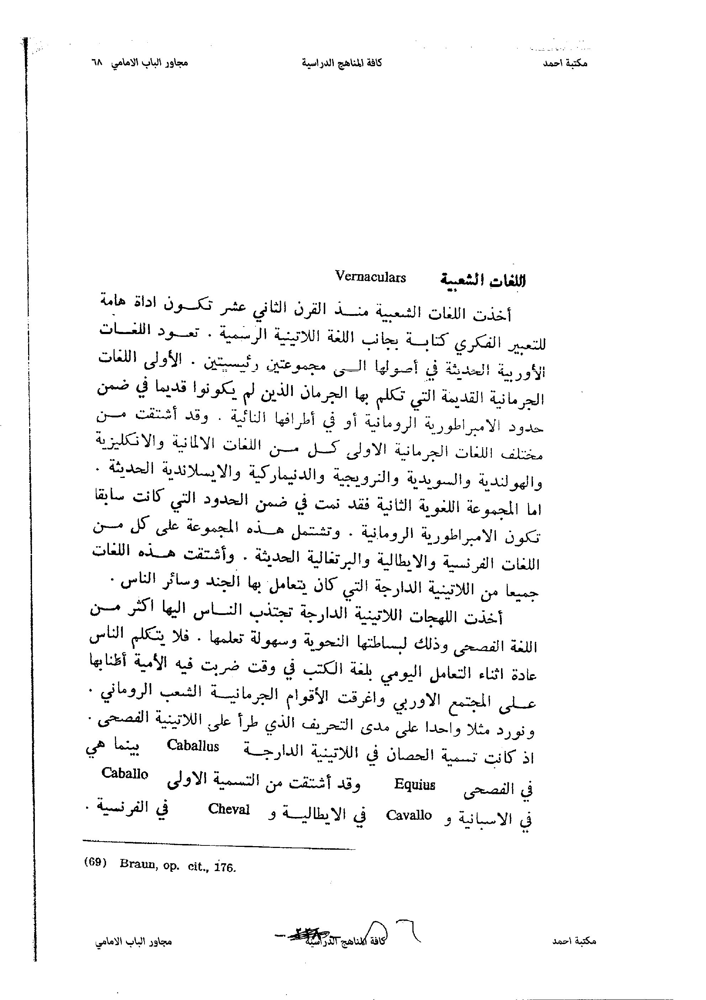 مكتبة احمد كافة المناهج الدراسية مجاور الباب الامامي ٦٨
اللغات الشعبية Vernaculars
أخذت اللغات الشعبية منذ القرن الثاني عشر تكون اداة هامة
للتعبير الفكري كتابة بجانب اللغة اللاتينية الرسمية . تعود اللغات
الأوربية الحديثة في أصولها الى مجموعتين رئيسيتين . الأولى اللغات
الجرمانية القديمة التي تكلم بها الجرمان الذين لم يكونوا قديما في ضمن
حدود الامبراطورية الرومانية أو في أطرافها النائية . وقد أشتقت من
مختلف اللغات الجرمانية الاولى كل من اللغات الالمانية والانكليزية
والهولندية والسويدية والنرويجية والدنيماركية والايسلاندية الحديثة .
اما المجموعة اللغوية الثانية فقد نمت في ضمن الحدود التي كانت سابقا
تكون الامبراطورية الرومانية . وتشتمل هذه المجموعة على كل من
اللغات الفرنسية والايطالية والبرتغالية الحديثة . وأشتقت هذه اللغات
جميعا من اللاتينية الدارجة التي كان يتعامل بها الجند وسائر الناس .
أخذت اللهجات اللاتينية الدارجة تجتذب الناس اليها اكثر من
اللغة الفصحى وذلك لبساطتها النحوية وسهولة تعلمها . فلا يتكلم الناس
عادة اثناء التعامل اليومي بلغة الكتب في وقت ضربت فيه الأمية أطنابها
على المجتمع الاوربي واغرقت الأقوام الجرمانية الشعب الروماني .
ونورد مثلا واحدا على مدى التحريف الذي طرأ على اللاتينية الفصحى .
اذ كانت تسمية الحصان في اللاتينية الدارجة Caballus بينما هي
في الفصحى Equius وقد أشتقت من التسمية الاولى Caballo
في الاسبانية و Cavallo في الايطالية و Cheval في الفرنسية .
(69) Braun, op. cit., 176.
مكتبة احمد كافة المناهج الدراسية مجاور الباب الامامي